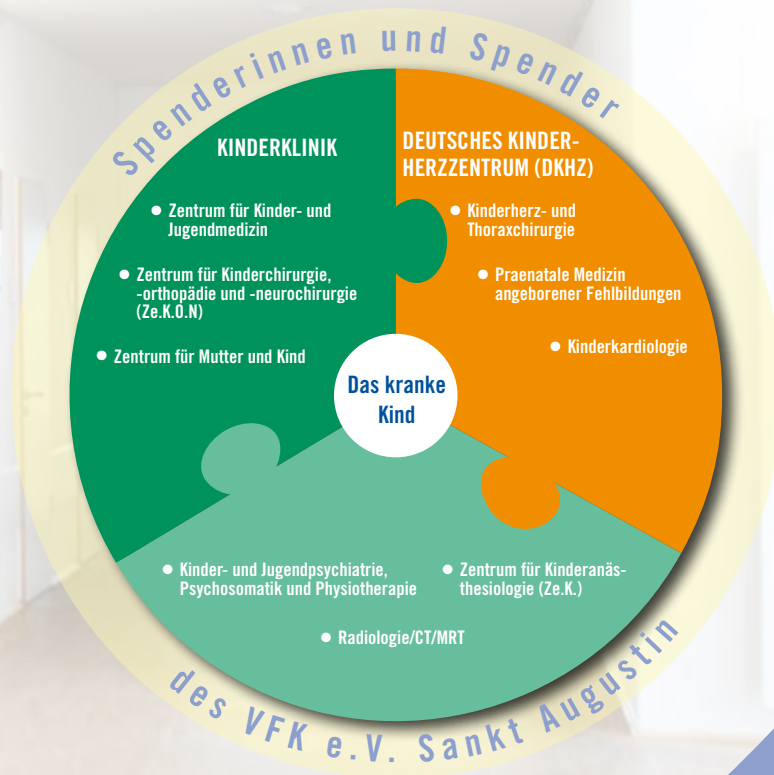 Spenderinnen und Spender
KINDERKLINIK
● Zentrum für Kinder- und
Jugendmedizin
● Zentrum für Kinderchirurgie,
-orthopädie und -neurochirurgie
(Ze.K.O.N)
● Zentrum für Mutter und Kind
DEUTSCHES KINDER-
HERZZENTRUM (DKHZ)
● Kinderherz- und
Thoraxchirurgie
● Praenatale Medizin
angeborener Fehlbildungen
● Kinderkardiologie
Das kranke
Kind
● Kinder- und Jugendpsychiatrie,
Psychosomatik und Physiotherapie
● Zentrum für Kinderanäs-
thesiologie (Ze.K.)
● Radiologie/CT/MRT
des VFK e.V. Sankt Augustin